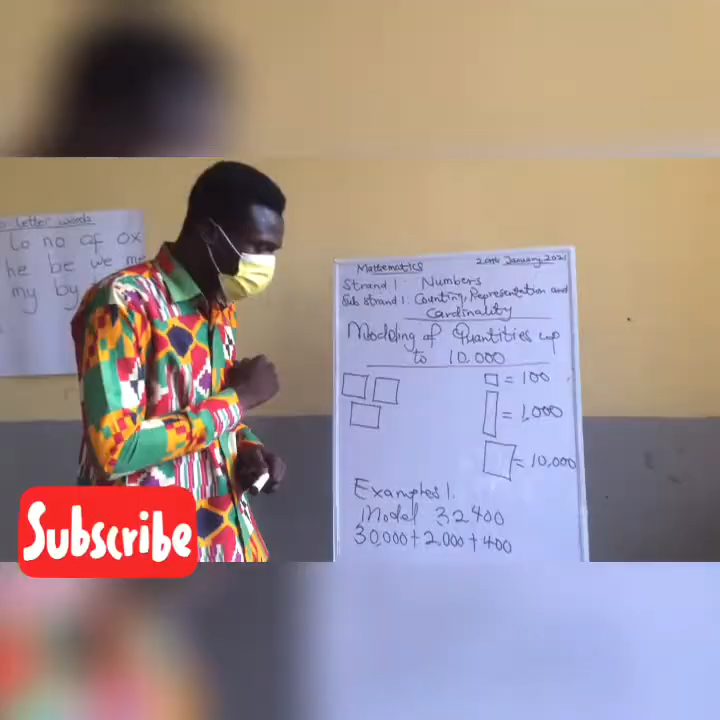 Letter words
to no of ox
he be we me
my by
Mathematics
20th January, 2021
Strand 1: Numbers
Sub strand 1: Counting, Representation and
Cardinality
Modeling of Quantities up
to 10,000
= 100
= 1,000
= 10,000
Examples 1.
Model 32400
30,000 + 2,000 + 400
Subscribe